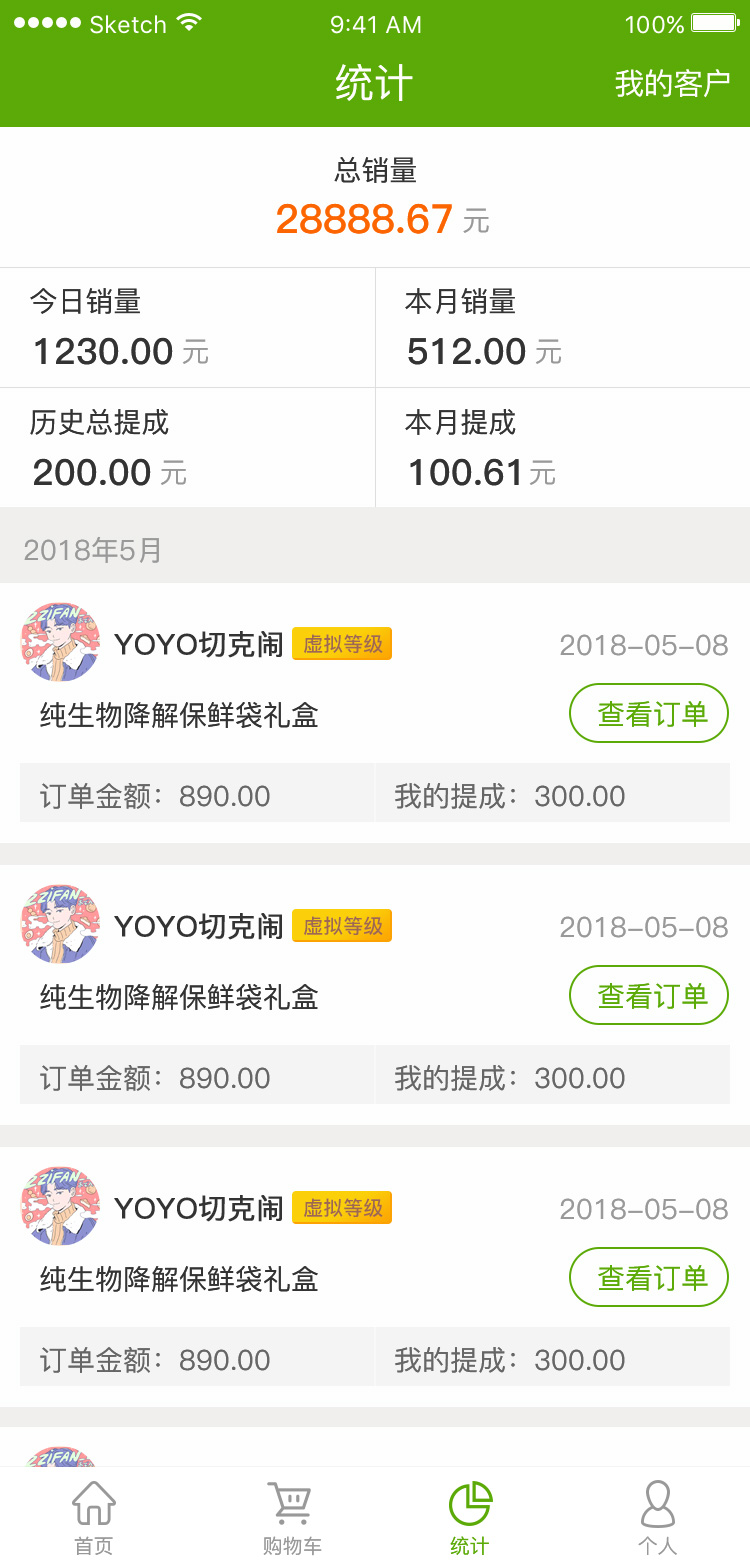 Sketch 9:41 AM 100%
统计 我的客户
总销量
28888.67 元
今日销量 本月销量
1230.00 元 512.00 元
历史总提成 本月提成
200.00 元 100.61 元
2018年5月
ZZIFAN
YOYO切克闹 虚拟等级 2018-05-08
纯生物降解保鲜袋礼盒 查看订单
订单金额：890.00 我的提成：300.00
ZZIFAN
YOYO切克闹 虚拟等级 2018-05-08
纯生物降解保鲜袋礼盒 查看订单
订单金额：890.00 我的提成：300.00
ZZIFAN
YOYO切克闹 虚拟等级 2018-05-08
纯生物降解保鲜袋礼盒 查看订单
订单金额：890.00 我的提成：300.00
ZZIFAN
首页 购物车 统计 个人